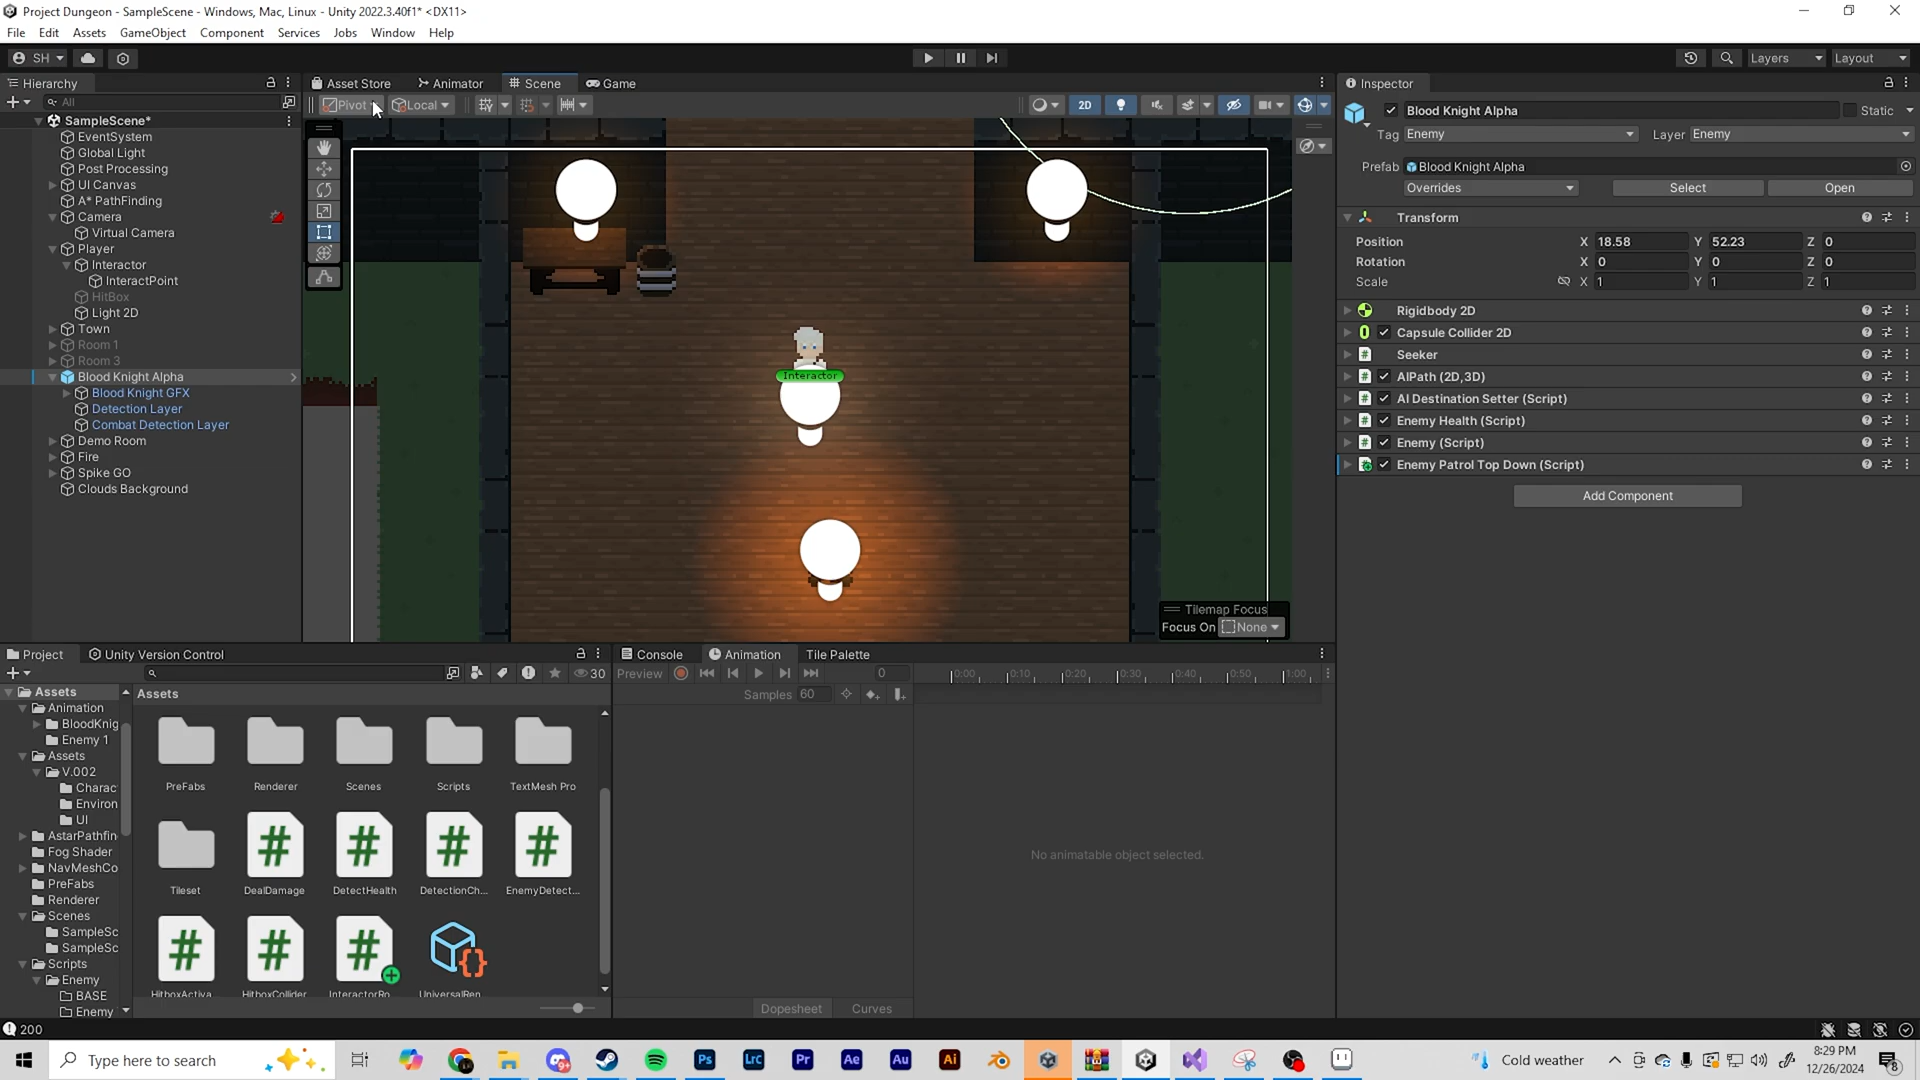 Project Dungeon - SampleScene - Windows, Mac, Linux - Unity 2022.3.40f1* <DX11>
File Edit Assets GameObject Component Services Jobs Window Help
SH Layers Layout
Hierarchy
All
SampleScene*
EventSystem
Global Light
Post Processing
UI Canvas
A* PathFinding
Camera
Virtual Camera
Player
Interactor
InteractPoint
HitBox
Light 2D
Town
Room 1
Room 3
Blood Knight Alpha
Blood Knight GFX
Detection Layer
Combat Detection Layer
Demo Room
Fire
Spike GO
Clouds Background
Asset Store Animator Scene Game
Pivot Local 2D
Interactor
Tilemap Focus
Focus On None
Inspector
Blood Knight Alpha Static
Tag Enemy Layer Enemy
Prefab Blood Knight Alpha
Overrides Select Open
Transform
Position X 18.58 Y 52.23 Z 0
Rotation X 0 Y 0 Z 0
Scale X 1 Y 1 Z 1
Rigidbody 2D
Capsule Collider 2D
Seeker
AIPath (2D,3D)
AI Destination Setter (Script)
Enemy Health (Script)
Enemy (Script)
Enemy Patrol Top Down (Script)
Add Component
Project Unity Version Control
30
Assets
Animation
BloodKnig
Enemy 1
Assets
V.002
Charac
Environ
UI
AstarPathfin
Fog Shader
NavMeshCo
PreFabs
Renderer
Scenes
SampleSc
SampleSc
Scripts
Enemy
BASE
Enemy
Assets
PreFabs Renderer Scenes Scripts TextMesh Pro
Tileset DealDamage DetectHealth DetectionCh... EnemyDetect...
HitboxActiva HitboxCollider InteractorRo UniversalRen
Console Animation Tile Palette
Preview 0 0:00 0:10 0:20 0:30 0:40 0:50 1:00
Samples 60
No animatable object selected.
Dopesheet Curves
200
Type here to search
Ps Lrc Pr Ae Au Ai
Cold weather
8:29 PM
12/26/2024
8